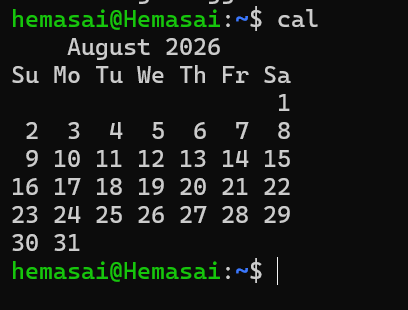 hemasai@Hemasai:~$ cal
    August 2026
Su Mo Tu We Th Fr Sa
                   1
 2  3  4  5  6  7  8
 9 10 11 12 13 14 15
16 17 18 19 20 21 22
23 24 25 26 27 28 29
30 31
hemasai@Hemasai:~$